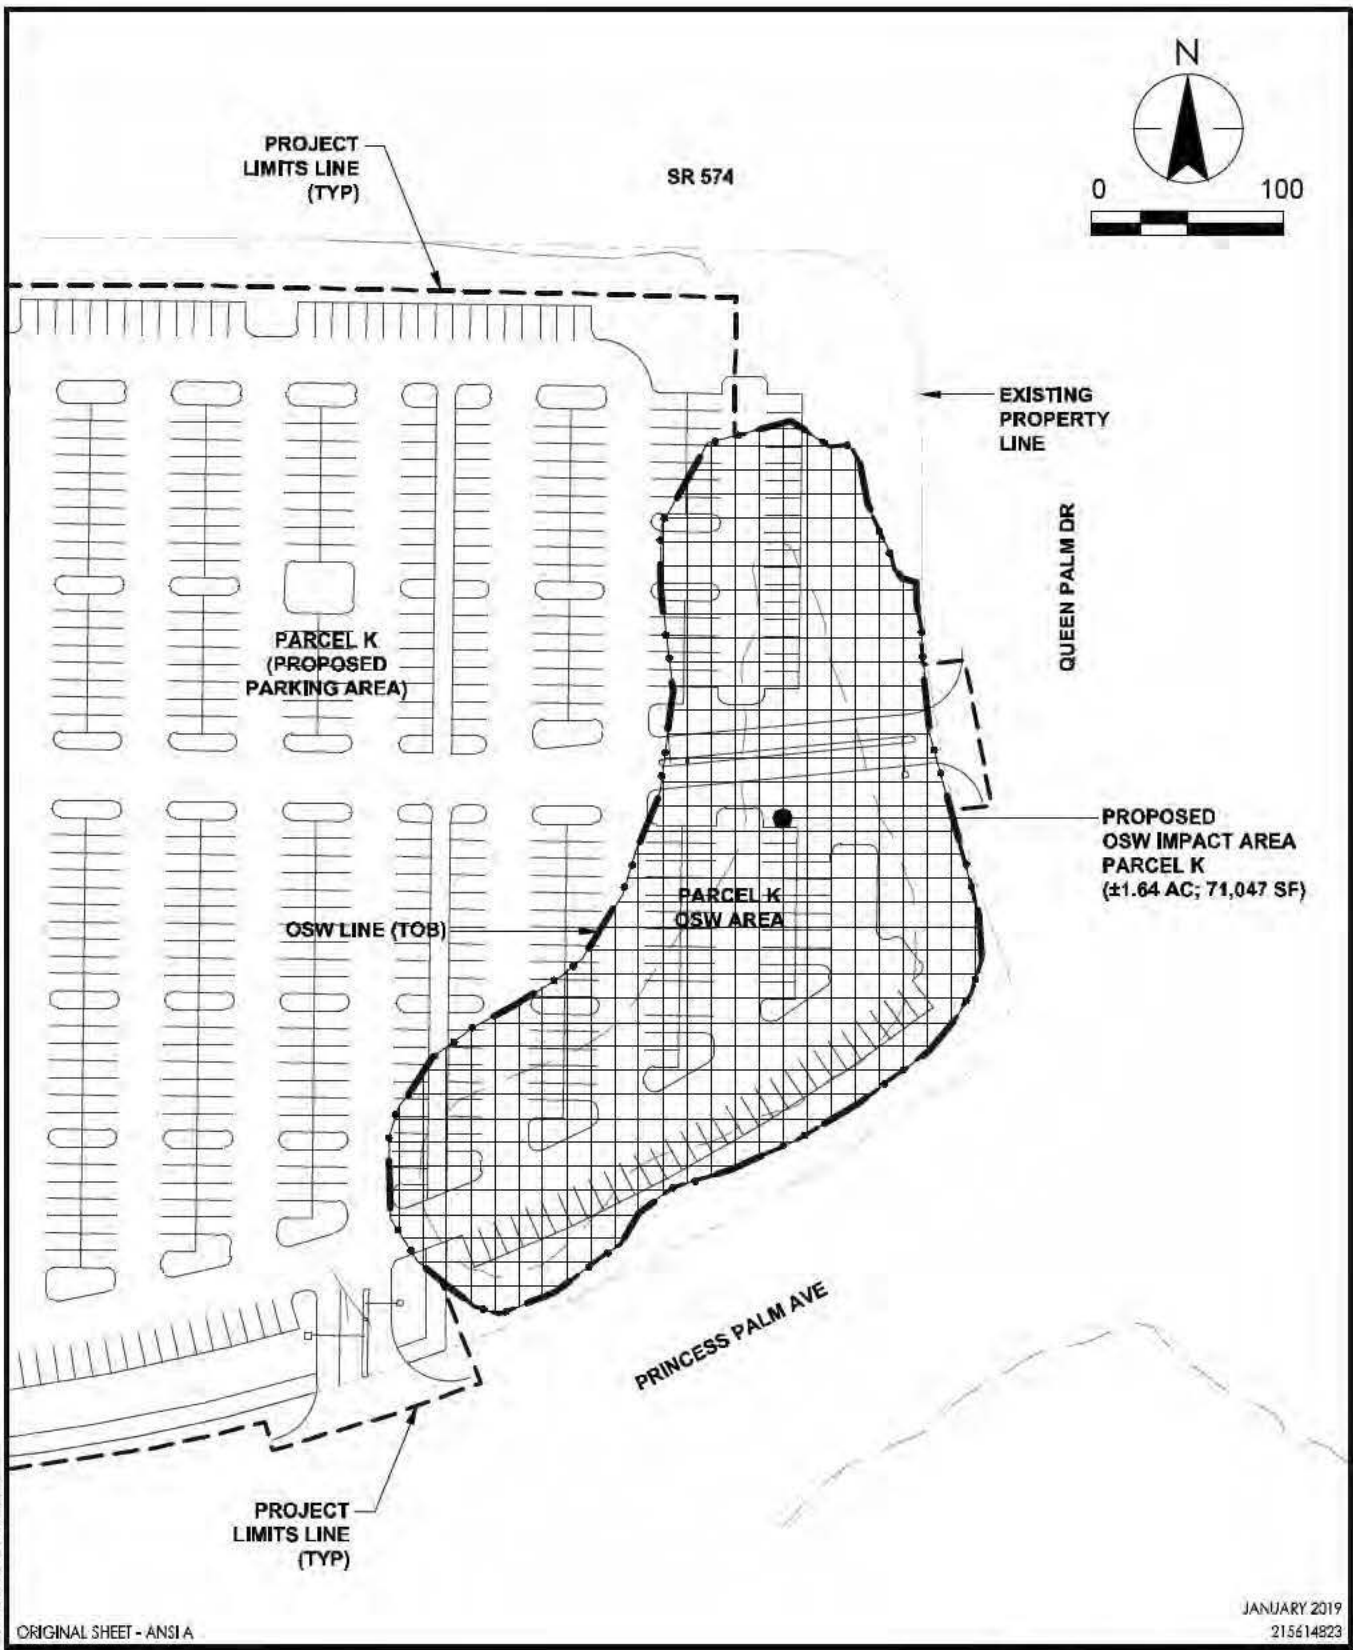 N
0 100
PROJECT
LIMITS LINE
(TYP)
SR 574
EXISTING
PROPERTY
LINE
QUEEN PALM DR
PARCEL K
(PROPOSED
PARKING AREA)
PROPOSED
OSW IMPACT AREA
PARCEL K
(±1.64 AC; 71,047 SF)
PARCEL K
OSW AREA
OSW LINE (TOB)
PRINCESS PALM AVE
PROJECT
LIMITS LINE
(TYP)
ORIGINAL SHEET - ANSI A
JANUARY 2019
215614823